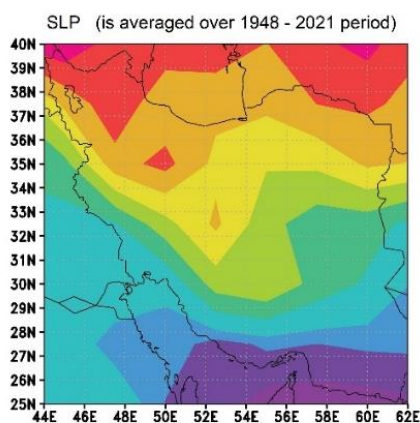 SLP (is averaged over 1948 - 2021 period)
40N
39N
38N
37N
36N
35N
34N
33N
32N
31N
30N
29N
28N
27N
26N
25N
44E 46E 48E 50E 52E 54E 56E 58E 60E 62E